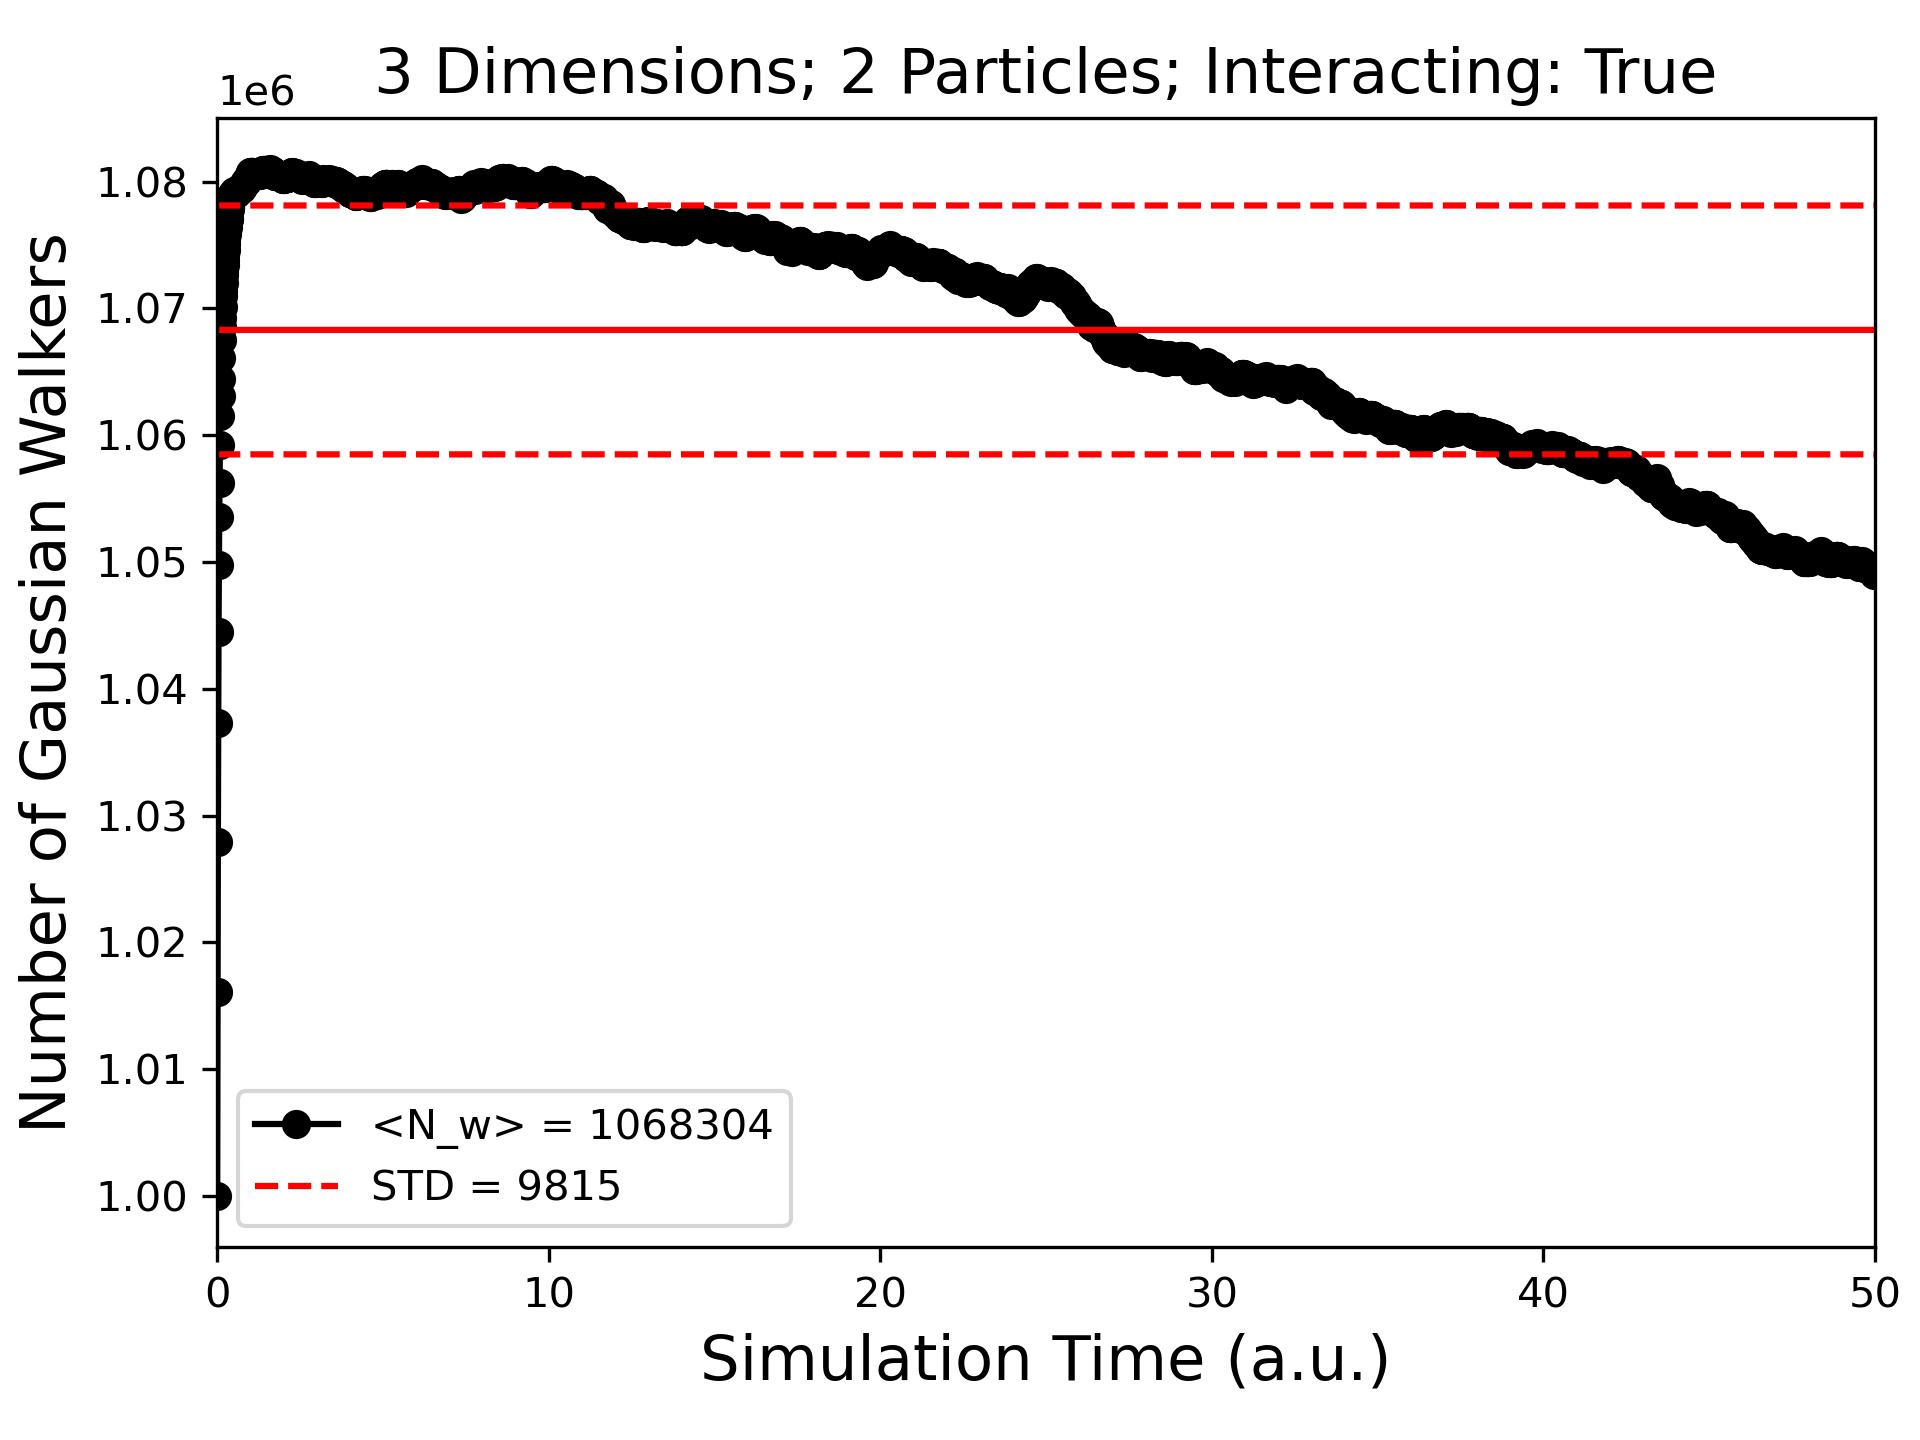 3 Dimensions; 2 Particles; Interacting: True
1e6
1.08
1.07
1.06
1.05
1.04
1.03
1.02
1.01
1.00
Number of Gaussian Walkers
<N_w> = 1068304
STD = 9815
0 10 20 30 40 50
Simulation Time (a.u.)